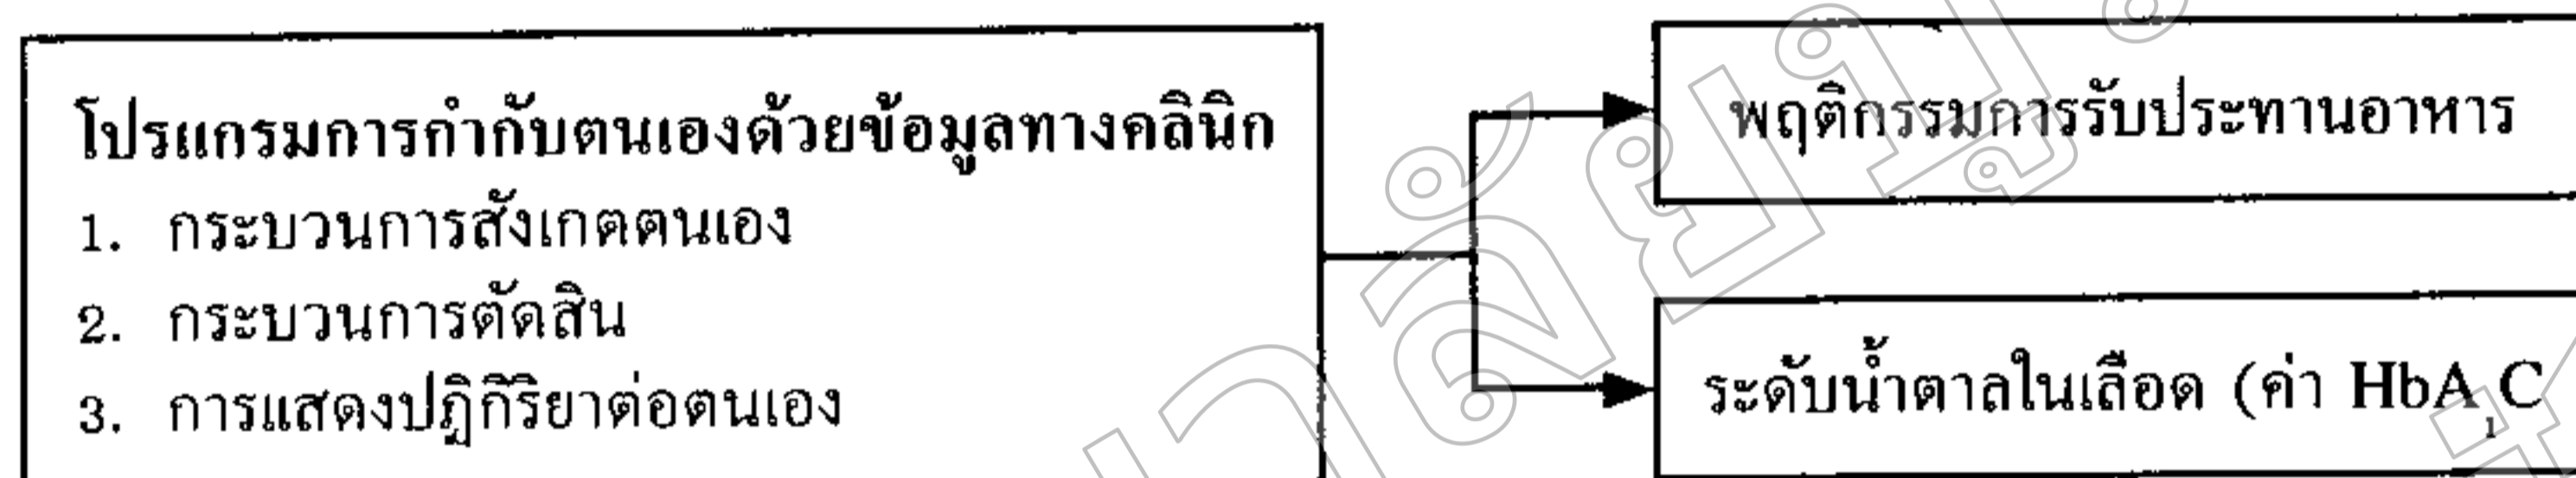 โปรแกรมการกำกับตนเองด้วยข้อมูลทางคลินิก
1. กระบวนการสังเกตตนเอง
2. กระบวนการตัดสิน
3. การแสดงปฏิกิริยาต่อตนเอง
พฤติกรรมการรับประทานอาหาร
ระดับน้ำตาลในเลือด (ค่า HbA₁C